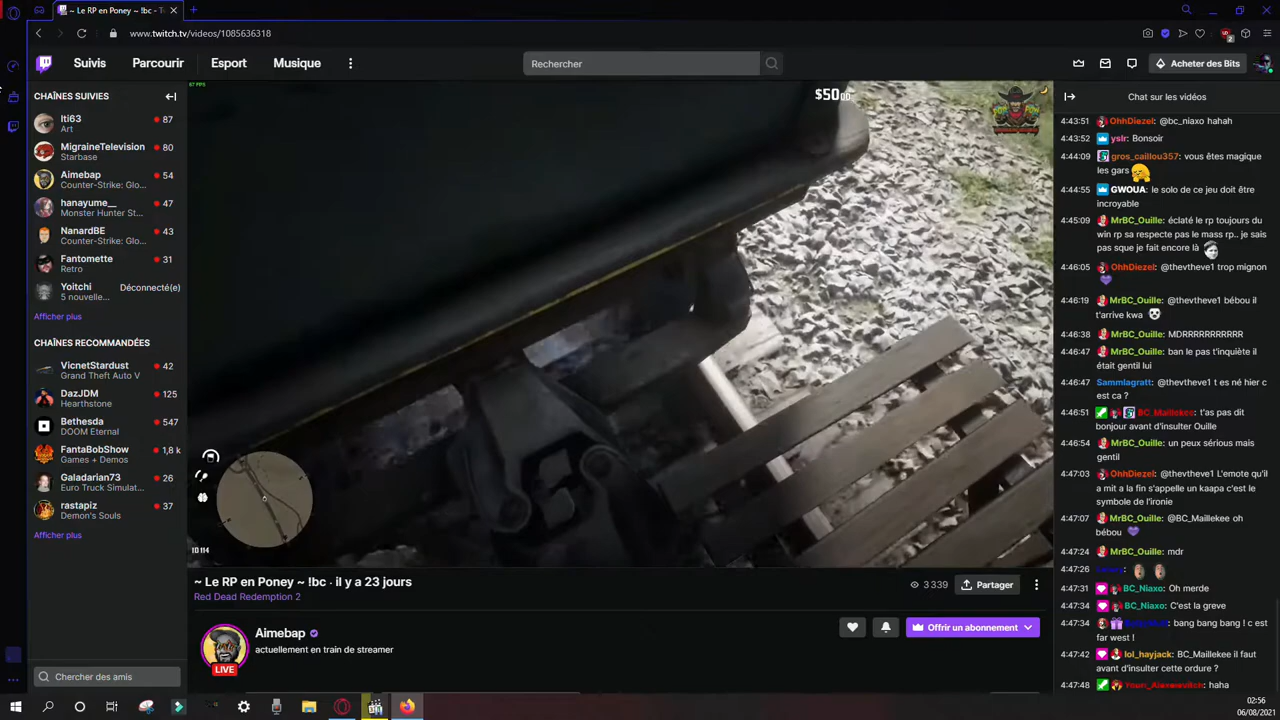 ~ Le RP en Poney ~ !bc - Tw
www.twitch.tv/videos/1085636318
2
Suivis
Parcourir
Esport
Musique
Rechercher
Acheter des Bits
CHAÎNES SUIVIES
Iti63
87
Art
MigraineTelevision
80
Starbase
Aimebap
54
Counter-Strike: Glo...
hanayume__
47
Monster Hunter St...
NanardBE
43
Counter-Strike: Glo...
Fantomette
31
Retro
Yoitchi
Déconnecté(e)
5 nouvelle...
Afficher plus
CHAÎNES RECOMMANDÉES
VicnetStardust
42
Grand Theft Auto V
DazJDM
125
Hearthstone
Bethesda
547
DOOM Eternal
FantaBobShow
1,8 k
Games + Demos
Galadarian73
26
Euro Truck Simulat...
rastapiz
37
Demon's Souls
Afficher plus
Chercher des amis
87 FPS
$5000
10 114
~ Le RP en Poney ~ !bc · il y a 23 jours
Red Dead Redemption 2
3 339
Partager
Aimebap
actuellement en train de streamer
LIVE
Offrir un abonnement
Chat sur les vidéos
4:43:51 OhhDiezel: @bc_niaxo hahah
4:43:52 yslr: Bonsoir
4:44:09 gros_caillou357: vous êtes magique
les gars
4:44:55 GWOUA: le solo de ce jeu doit être
incroyable
4:45:09 MrBC_Ouille: éclaté le rp toujours du
win rp sa respecte pas le mass rp.. je sais
pas sque je fait encore là
4:46:05 OhhDiezel: @thevtheve1 trop mignon
4:46:19 MrBC_Ouille: @thevtheve1 bébou il
t'arrive kwa
4:46:38 MrBC_Ouille: MDRRRRRRRRRR
4:46:47 MrBC_Ouille: ban le pas t'inquiète il
était gentil lui
4:46:47 Sammlagratt: @thevtheve1 t es né hier c
est ca ?
4:46:51 BC_Maillekee: t'as pas dit
bonjour avant d'insulter Ouille
4:46:54 MrBC_Ouille: un peux sérious mais
gentil
4:47:03 OhhDiezel: @thevtheve1 L'emote qu'il
a mit a la fin s'appelle un kaapa c'est le
symbole de l'ironie
4:47:07 MrBC_Ouille: @BC_Maillekee oh
bébou
4:47:24 MrBC_Ouille: mdr
4:47:26
4:47:31 BC_Niaxo: Oh merde
4:47:34 BC_Niaxo: C'est la greve
4:47:34 bang bang bang ! c est
far west !
4:47:42 lol_hayjack: BC_Maillekee il faut
avant d'insulter cette ordure ?
4:47:48 haha
02:56
06/08/2021